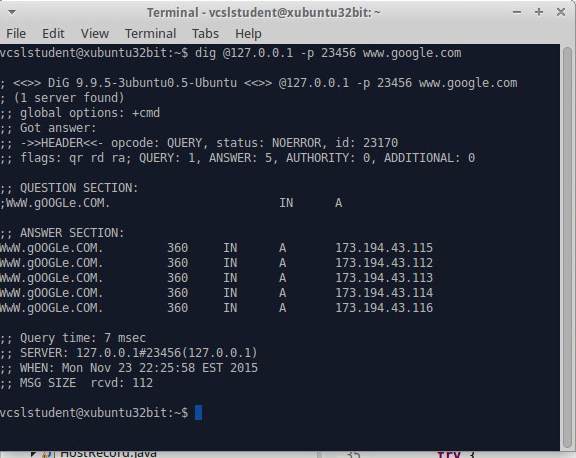 Terminal - vcslstudent@xubuntu32bit: ~
File Edit View Terminal Tabs Help
vcslstudent@xubuntu32bit:~$ dig @127.0.0.1 -p 23456 www.google.com
; <<>> DiG 9.9.5-3ubuntu0.5-Ubuntu <<>> @127.0.0.1 -p 23456 www.google.com
; (1 server found)
;; global options: +cmd
;; Got answer:
;; ->>HEADER<<- opcode: QUERY, status: NOERROR, id: 23170
;; flags: qr rd ra; QUERY: 1, ANSWER: 5, AUTHORITY: 0, ADDITIONAL: 0
;; QUESTION SECTION:
;WwW.gOOGLe.COM. IN A
;; ANSWER SECTION:
WwW.gOOGLe.COM. 360 IN A 173.194.43.115
WwW.gOOGLe.COM. 360 IN A 173.194.43.112
WwW.gOOGLe.COM. 360 IN A 173.194.43.113
WwW.gOOGLe.COM. 360 IN A 173.194.43.114
WwW.gOOGLe.COM. 360 IN A 173.194.43.116
;; Query time: 7 msec
;; SERVER: 127.0.0.1#23456(127.0.0.1)
;; WHEN: Mon Nov 23 22:25:58 EST 2015
;; MSG SIZE rcvd: 112
vcslstudent@xubuntu32bit:~$
HostRecord.java 35 try {